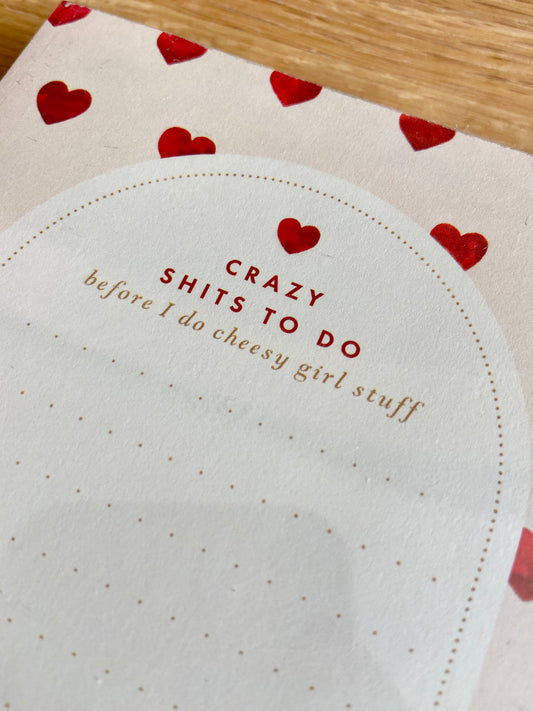 CRAZY
SHITS TO DO
before I do cheesy girl stuff